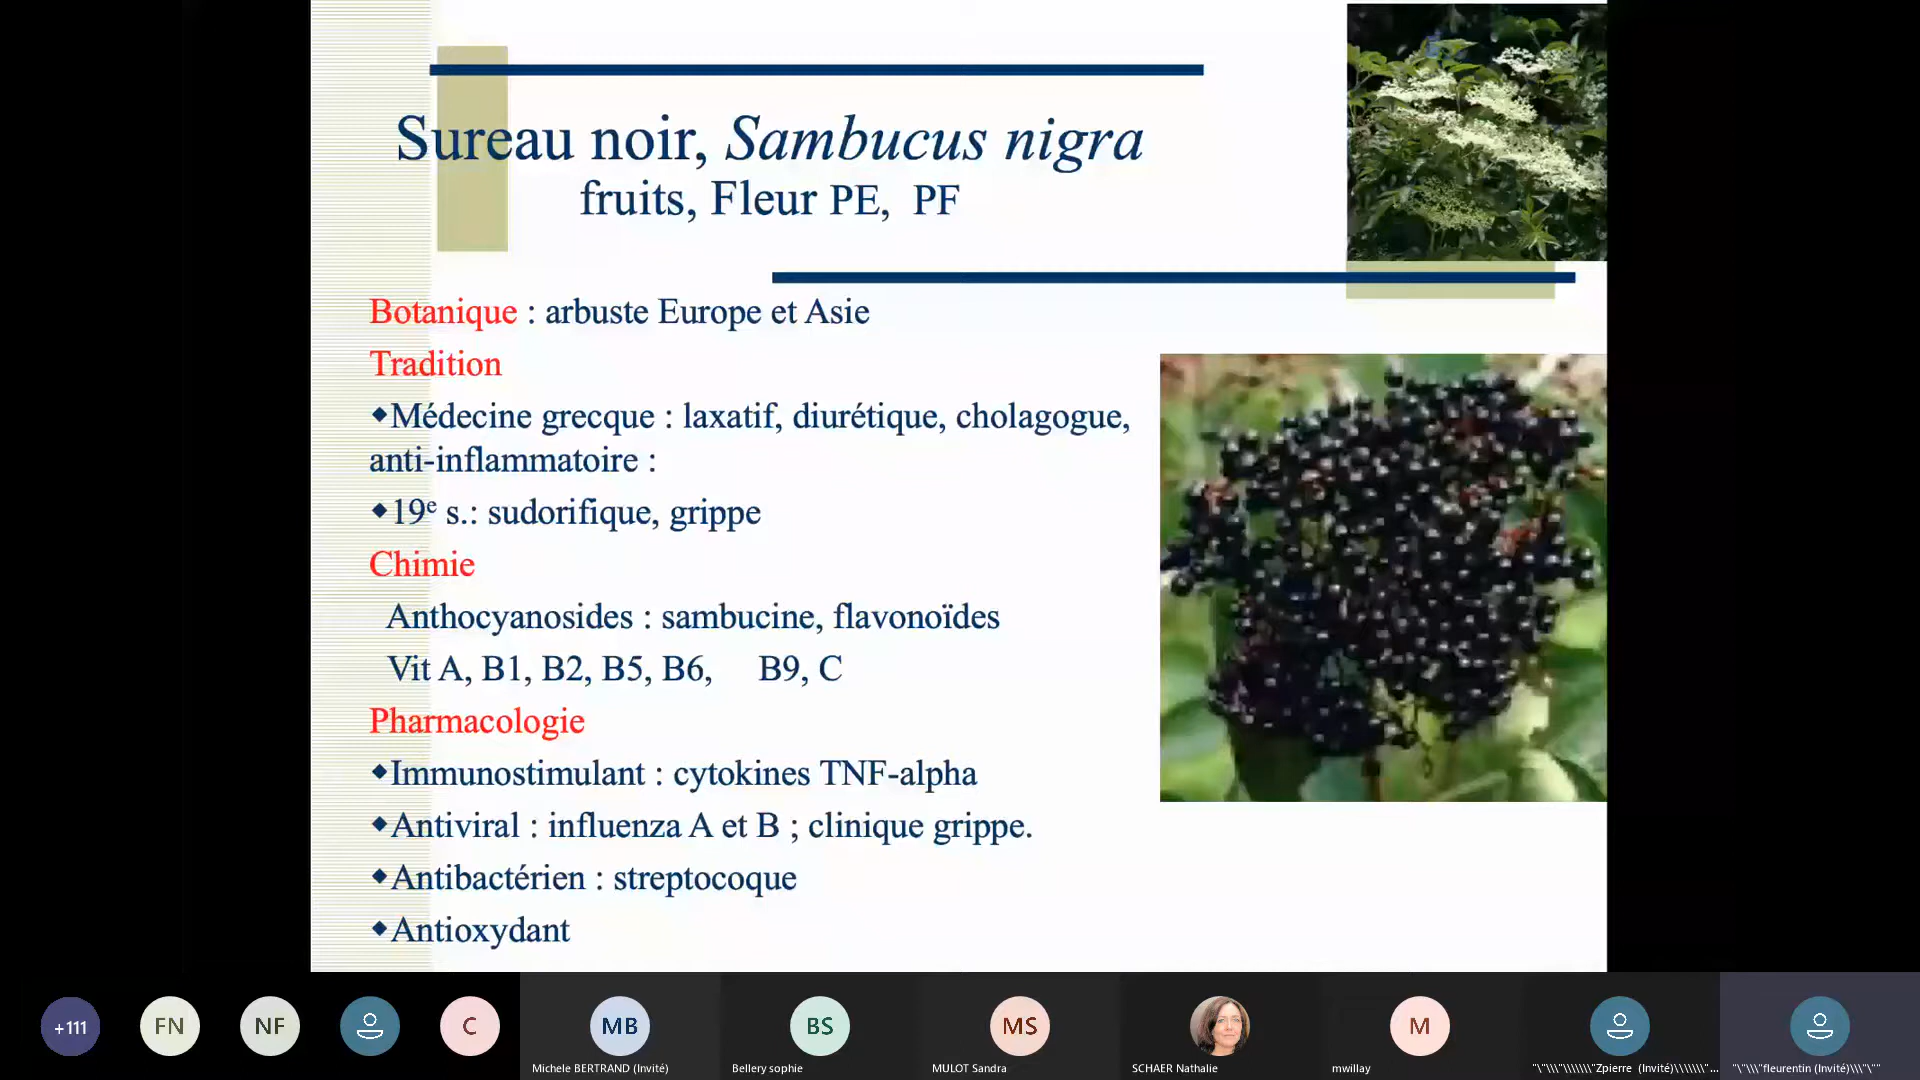 Sureau noir, Sambucus nigra
fruits, Fleur PE, PF
Botanique : arbuste Europe et Asie
Tradition
◆Médecine grecque : laxatif, diurétique, cholagogue,
anti-inflammatoire :
◆19e s.: sudorifique, grippe
Chimie
Anthocyanosides : sambucine, flavonoïdes
Vit A, B1, B2, B5, B6, B9, C
Pharmacologie
◆Immunostimulant : cytokines TNF-alpha
◆Antiviral : influenza A et B ; clinique grippe.
◆Antibactérien : streptocoque
◆Antioxydant
+111 FN NF C MB BS MS M
Michele BERTRAND (Invité) Bellery sophie MULOT Sandra SCHAER Nathalie mwillay "\"\\\"\\\\\\\"Zpierre (Invité)\\\\\\\"... "\"\\\"fleurentin (Invité)\\\"\""